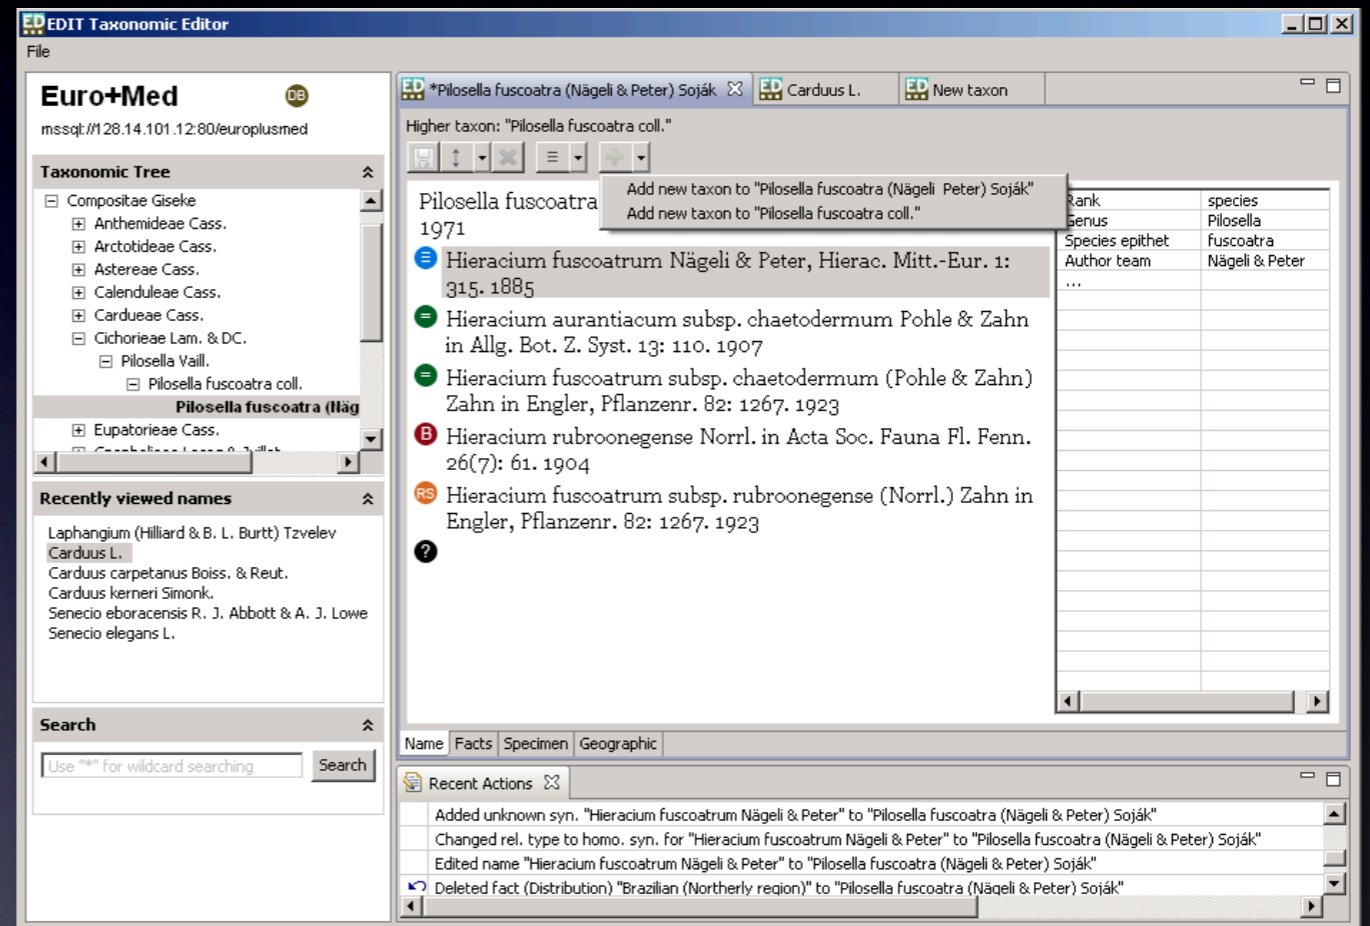 ED EDIT Taxonomic Editor
File
Euro+Med DB
mssql://128.14.101.12:80/europlusmed
Taxonomic Tree
Compositae Giseke
Anthemideae Cass.
Arctotideae Cass.
Astereae Cass.
Calenduleae Cass.
Cardueae Cass.
Cichorieae Lam. & DC.
Pilosella Vaill.
Pilosella fuscoatra coll.
Pilosella fuscoatra (Näg
Eupatorieae Cass.
Recently viewed names
Laphangium (Hilliard & B. L. Burtt) Tzvelev
Carduus L.
Carduus carpetanus Boiss. & Reut.
Carduus kerneri Simonk.
Senecio eboracensis R. J. Abbott & A. J. Lowe
Senecio elegans L.
Search
Use "*" for wildcard searching
Search
ED *Pilosella fuscoatra (Nägeli & Peter) Soják
ED Carduus L.
ED New taxon
Higher taxon: "Pilosella fuscoatra coll."
Add new taxon to "Pilosella fuscoatra (Nägeli  Peter) Soják"
Add new taxon to "Pilosella fuscoatra coll."
Pilosella fuscoatra
1971
Hieracium fuscoatrum Nägeli & Peter, Hierac. Mitt.-Eur. 1:
315. 1885
= Hieracium aurantiacum subsp. chaetodermum Pohle & Zahn
in Allg. Bot. Z. Syst. 13: 110. 1907
= Hieracium fuscoatrum subsp. chaetodermum (Pohle & Zahn)
Zahn in Engler, Pflanzenr. 82: 1267. 1923
B Hieracium rubroonegense Norrl. in Acta Soc. Fauna Fl. Fenn.
26(7): 61. 1904
RS Hieracium fuscoatrum subsp. rubroonegense (Norrl.) Zahn in
Engler, Pflanzenr. 82: 1267. 1923
?
Rank species
Genus Pilosella
Species epithet fuscoatra
Author team Nägeli & Peter
...
Name Facts Specimen Geographic
Recent Actions
Added unknown syn. "Hieracium fuscoatrum Nägeli & Peter" to "Pilosella fuscoatra (Nägeli & Peter) Soják"
Changed rel. type to homo. syn. for "Hieracium fuscoatrum Nägeli & Peter" to "Pilosella fuscoatra (Nägeli & Peter) Soják"
Edited name "Hieracium fuscoatrum Nägeli & Peter" to "Pilosella fuscoatra (Nägeli & Peter) Soják"
Deleted fact (Distribution) "Brazilian (Northerly region)" to "Pilosella fuscoatra (Nägeli & Peter) Soják"